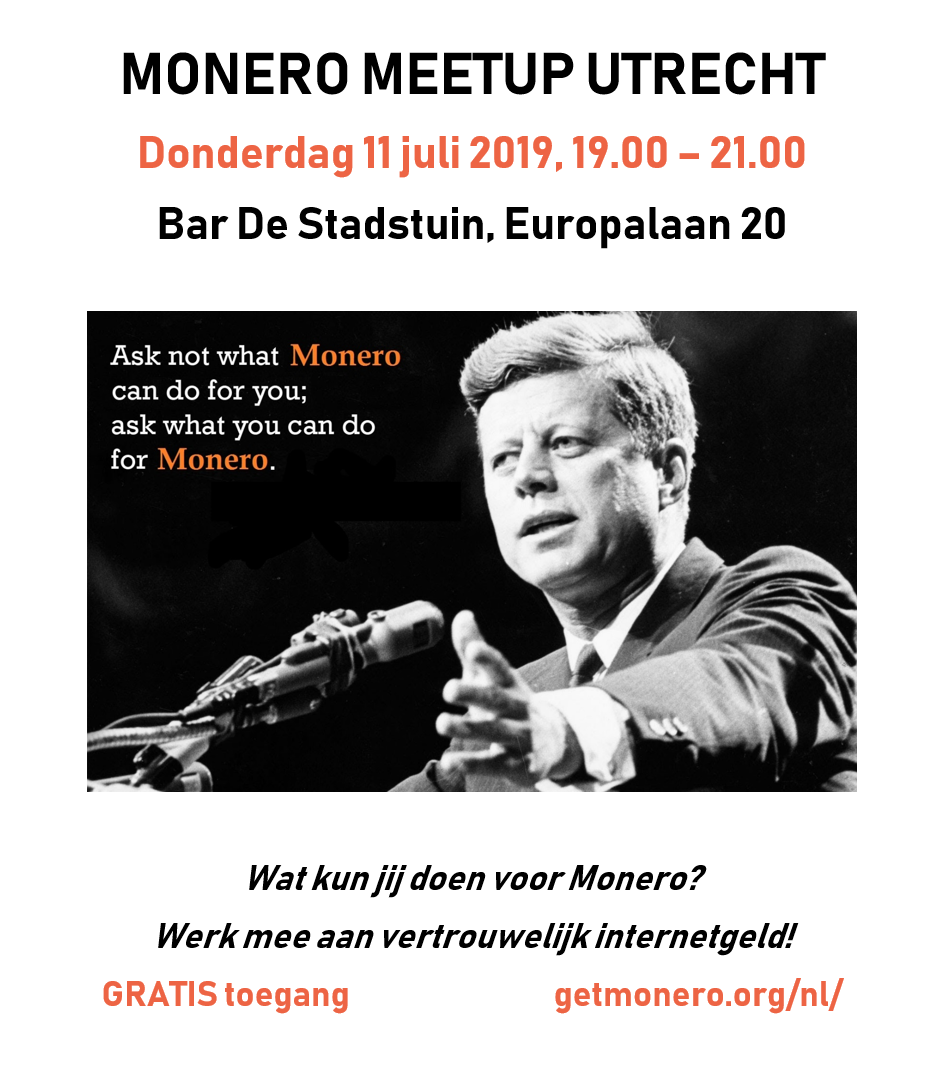 MONERO MEETUP UTRECHT
Donderdag 11 juli 2019, 19.00 – 21.00
Bar De Stadstuin, Europalaan 20
Ask not what Monero
can do for you;
ask what you can do
for Monero.
Wat kun jij doen voor Monero?
Werk mee aan vertrouwelijk internetgeld!
GRATIS toegang
getmonero.org/nl/